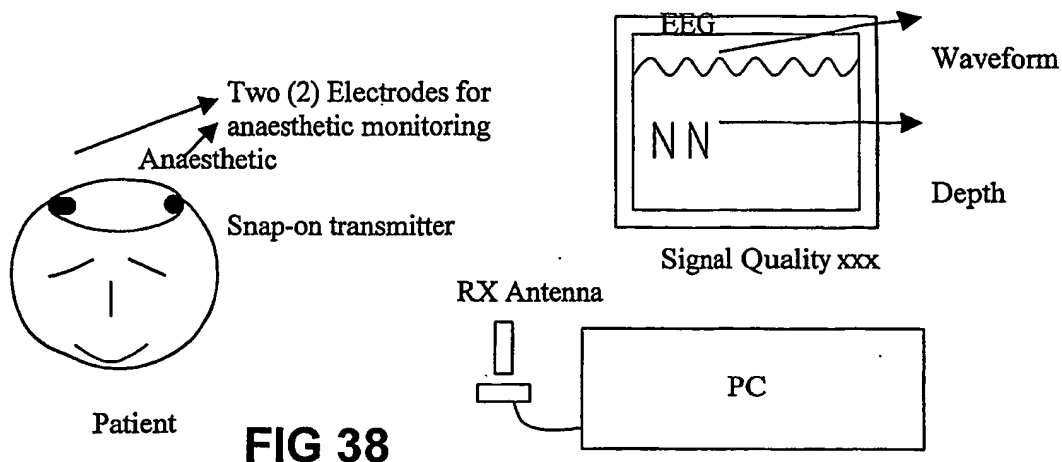 EEG
Waveform
Two (2) Electrodes for
anaesthetic monitoring
Anaesthetic
NN
Depth
Snap-on transmitter
Signal Quality xxx
RX Antenna
PC
Patient
FIG 38